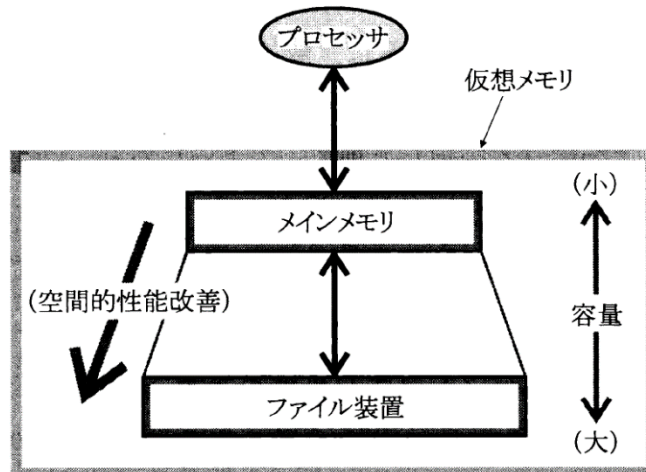 プロセッサ
仮想メモリ
メインメモリ
(小)
(空間的性能改善)
容量
ファイル装置
(大)